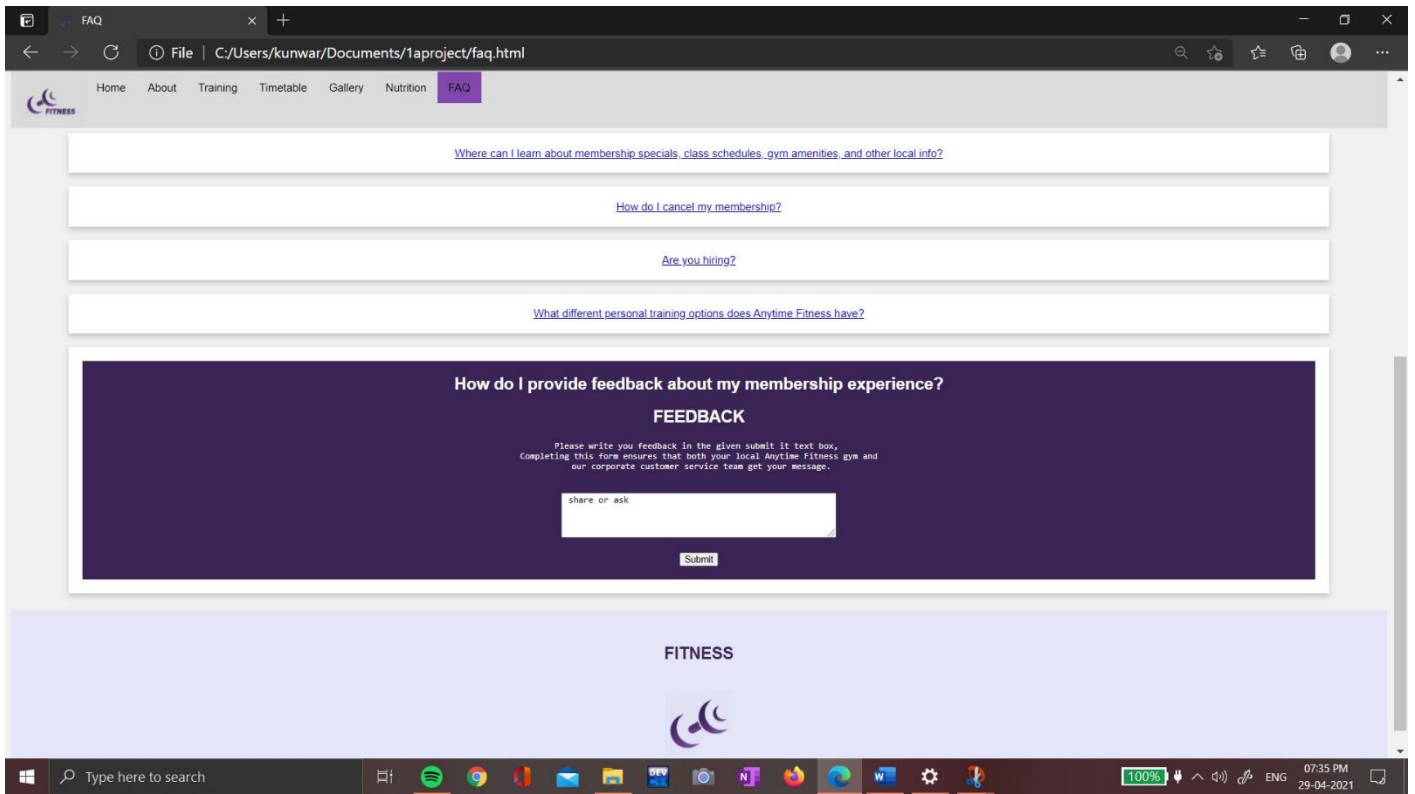 FAQ
File | C:/Users/kunwar/Documents/1aproject/faq.html
FITNESS
Home About Training Timetable Gallery Nutrition FAQ
Where can I learn about membership specials, class schedules, gym amenities, and other local info?
How do I cancel my membership?
Are you hiring?
What different personal training options does Anytime Fitness have?
How do I provide feedback about my membership experience?
FEEDBACK
Please write you feedback in the given submit it text box,
Completing this form ensures that both your local Anytime Fitness gym and
our corporate customer service team get your message.
share or ask
Submit
FITNESS
Type here to search
DEV
N
W
100%
ENG
07:35 PM
29-04-2021